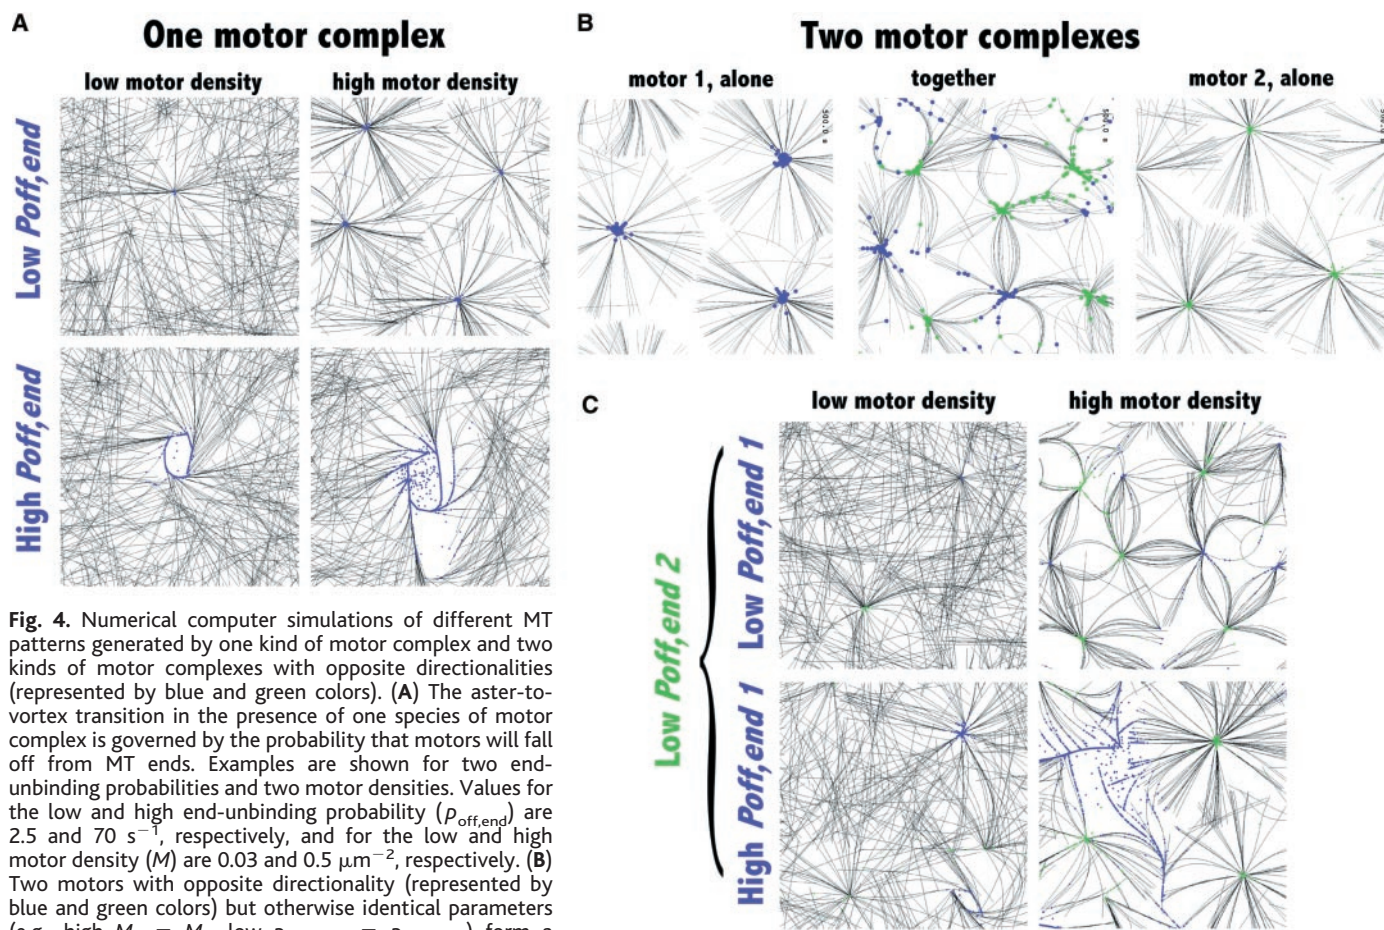 A
One motor complex
low motor density
high motor density
Low Poff,end
High Poff,end
B
Two motor complexes
motor 1, alone
together
motor 2, alone
500.0 s
500.0 s
C
low motor density
high motor density
Low Poff,end 2
Low Poff,end 1
High Poff,end 1
Fig. 4. Numerical computer simulations of different MT
patterns generated by one kind of motor complex and two
kinds of motor complexes with opposite directionalities
(represented by blue and green colors). (A) The aster-to-
vortex transition in the presence of one species of motor
complex is governed by the probability that motors will fall
off from MT ends. Examples are shown for two end-
unbinding probabilities and two motor densities. Values for
the low and high end-unbinding probability (poff,end) are
2.5 and 70 s−1, respectively, and for the low and high
motor density (M) are 0.03 and 0.5 μm−2, respectively. (B)
Two motors with opposite directionality (represented by
blue and green colors) but otherwise identical parameters